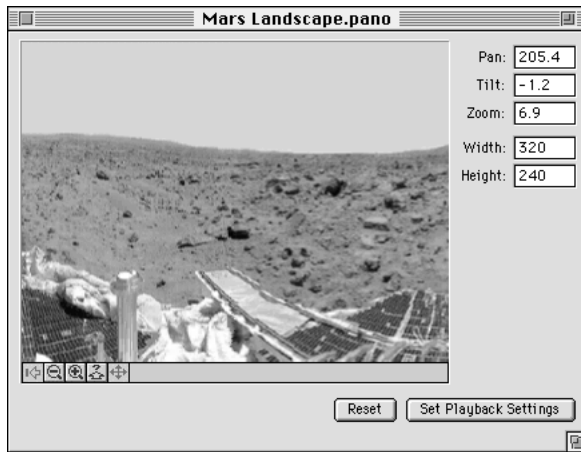 Mars Landscape.pano
Pan: 205.4
Tilt: -1.2
Zoom: 6.9
Width: 320
Height: 240
Reset
Set Playback Settings